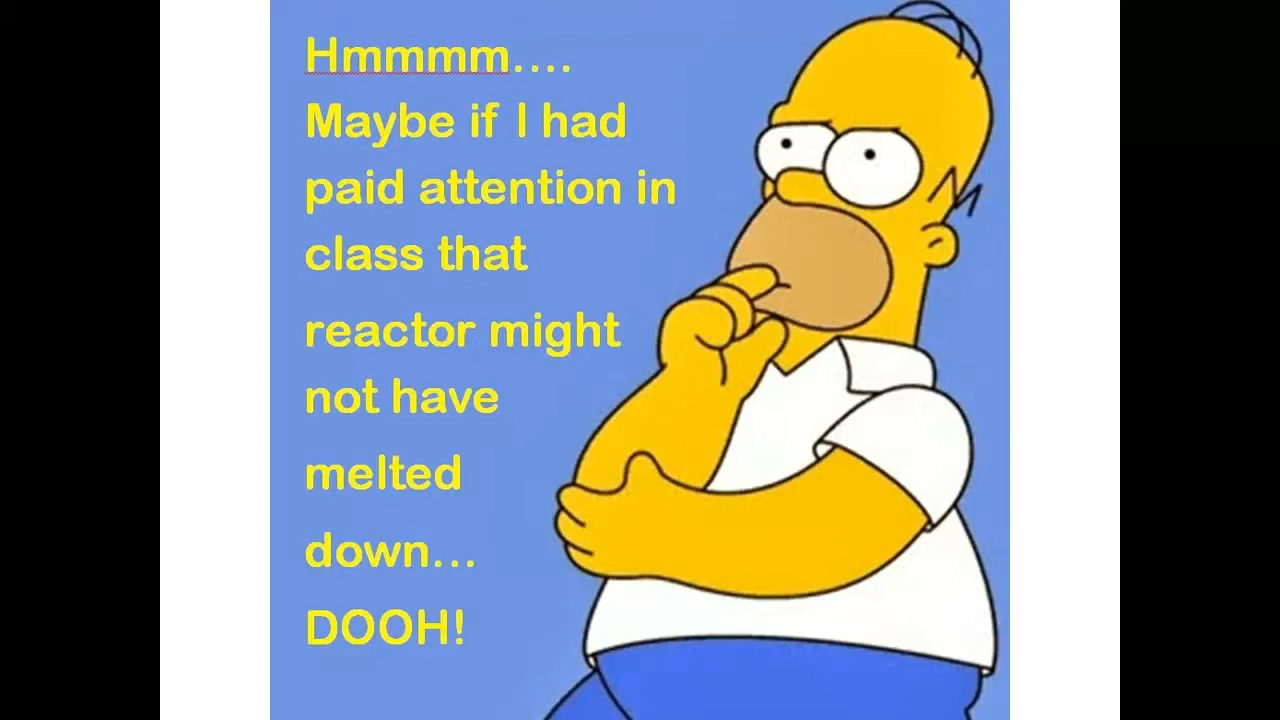 Hmmmm....
Maybe if I had
paid attention in
class that
reactor might
not have
melted
down...
DOOH!